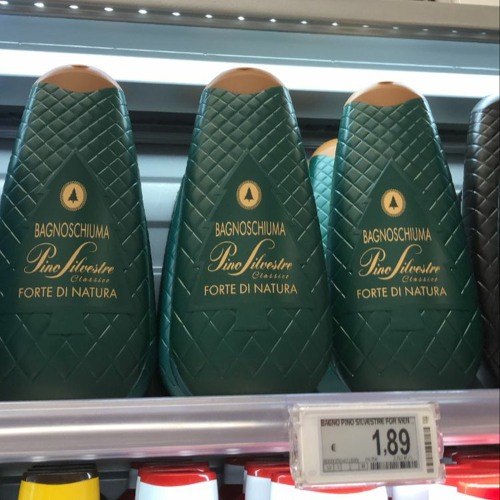 BAGNOSCHIUMA
Pino Silvestre
Classico
FORTE DI NATURA
BAGNOSCHIUMA
Pino Silvestre
Classico
FORTE DI NATURA
BAGNOSCHIUMA
Pino Silvestre
Classico
FORTE DI NATURA
BAGNO PINO SILVESTRE FOR MEN
€ 1,89